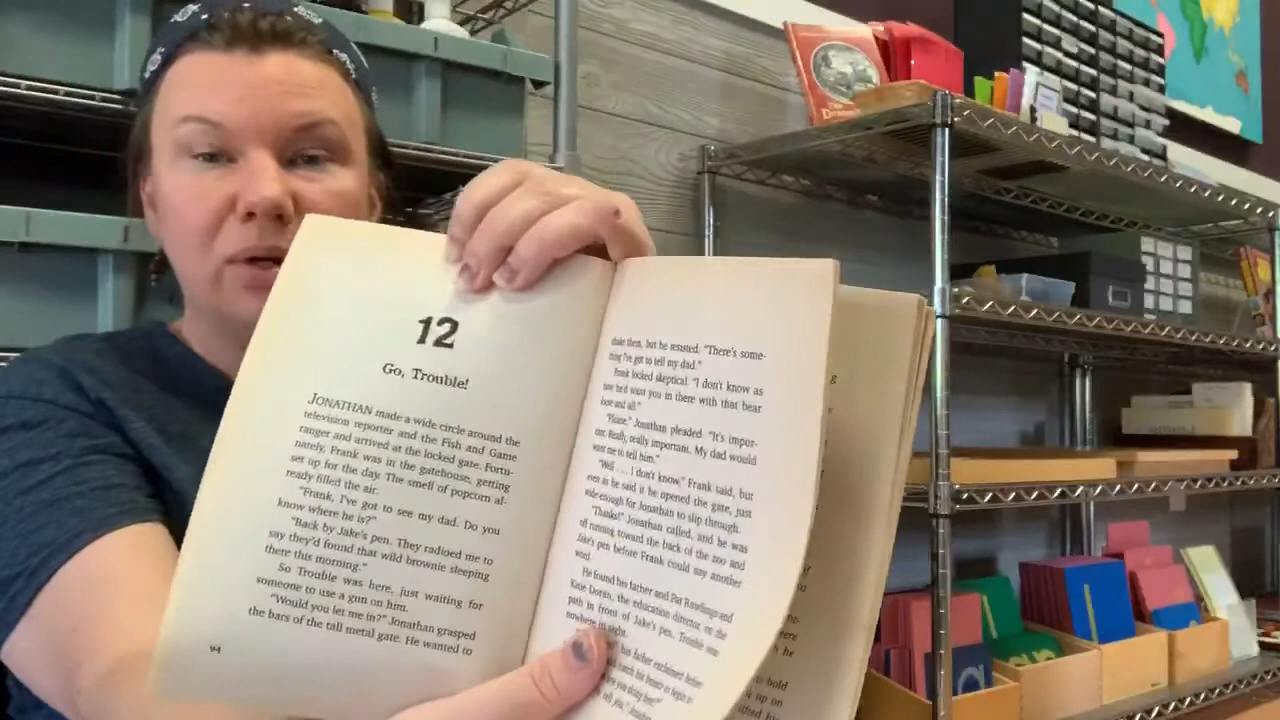 12
Go, Trouble!
JONATHAN made a wide circle around the
television reporter and the Fish and Game
ranger and arrived at the locked gate. Fortu-
nately, Frank was in the gatehouse, getting
set up for the day. The smell of popcorn al-
ready filled the air.
"Frank, I've got to see my dad. Do you
know where he is?"
"Back by Jake's pen. They radioed me to
say they'd found that wild brownie sleeping
there this morning."
So Trouble was here, just waiting for
someone to use a gun on him.
"Would you let me in?" Jonathan grasped
the bars of the tall metal gate. He wanted to
94
shake them, but he resisted. "There's some-
thing I've got to tell my dad."
Frank looked skeptical. "I don't know as
how he'd want you in there with that bear
loose and all."
"Please," Jonathan pleaded. "It's impor-
tant. Really, really important. My dad would
want me to tell him."
"Well . . . I don't know," Frank said, but
even as he said it he opened the gate, just
wide enough for Jonathan to slip through.
"Thanks!" Jonathan called, and he was
off running toward the back of the zoo and
Jake's pen before Frank could say another
word.
He found his father and Pat Rawlings and
Katie Doran, the education director, on the
path in front of Jake's pen. Trouble was
nowhere in sight.
his father exclaimed before